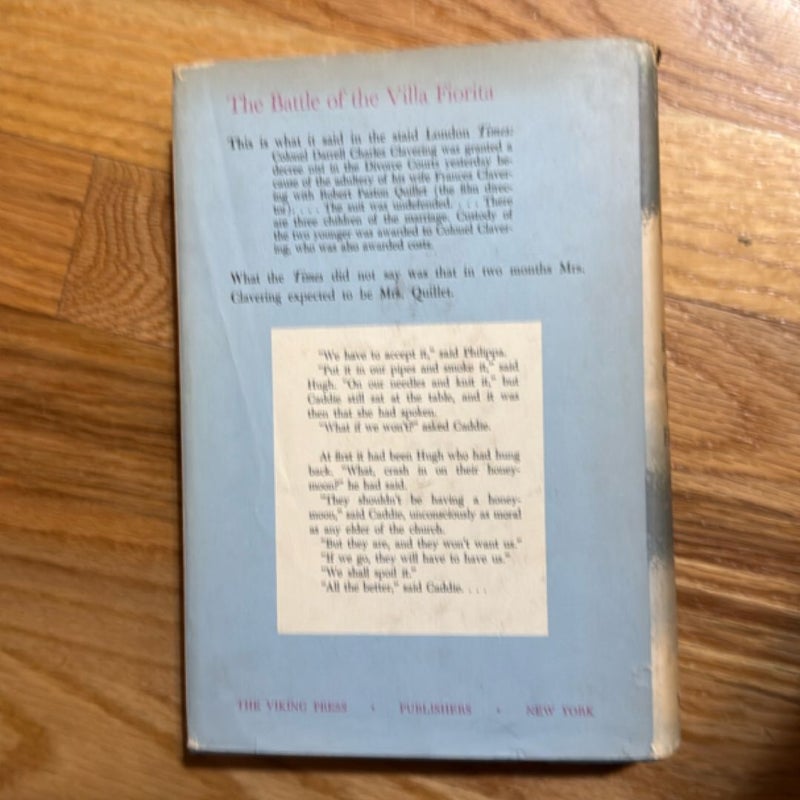 The Battle of the Villa Fiorita
This is what it said in the staid London Times:
Colonel Darrell Charles Clavering was granted a
decree nisi in the Divorce Courts yesterday be-
cause of the adultery of his wife Frances Claver-
ing with Robert Paston Quillet (the film direc-
tor). . . . The suit was undefended. . . . There
are three children of the marriage. Custody of
the two younger was awarded to Colonel Claver-
ing, who was also awarded costs.
What the Times did not say was that in two months Mrs.
Clavering expected to be Mrs. Quillet.
"We have to accept it," said Philippa.
"Put it in our pipes and smoke it," said
Hugh. "On our needles and knit it," but
Caddie still sat at the table, and it was
then that she had spoken.
"What if we won't?" asked Caddie.
At first it had been Hugh who had hung
back. "What, crash in on their honey-
moon?" he had said.
"They shouldn't be having a honey-
moon," said Caddie, unconsciously as moral
as any elder of the church.
"But they are, and they won't want us."
"If we go, they will have to have us."
"We shall spoil it."
"All the better," said Caddie. . . .
THE VIKING PRESS • PUBLISHERS • NEW YORK